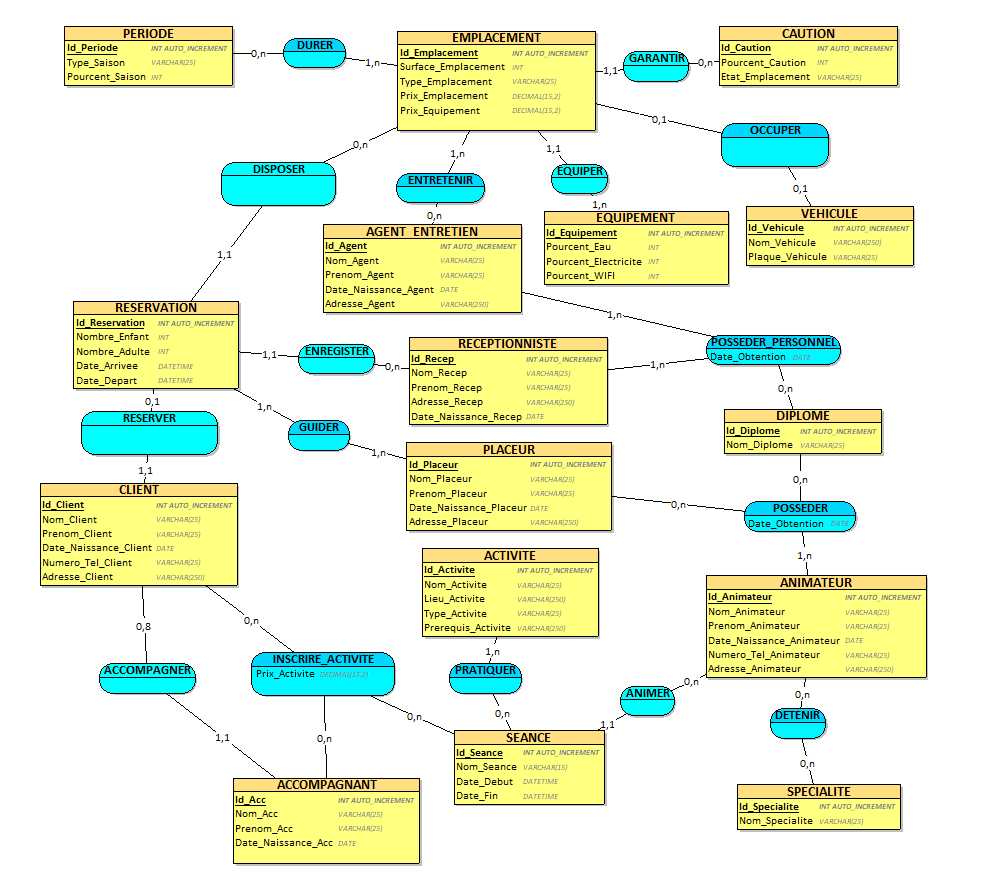 PERIODE
Id_Periode INT AUTO_INCREMENT
Type_Saison VARCHAR(25)
Pourcent_Saison INT
0,n
DURER
1,n
EMPLACEMENT
Id_Emplacement INT AUTO_INCREMENT
Surface_Emplacement INT
Type_Emplacement VARCHAR(25)
Prix_Emplacement DECIMAL(15,2)
Prix_Equipement DECIMAL(15,2)
1,1
GARANTIR
0,n
CAUTION
Id_Caution INT AUTO_INCREMENT
Pourcent_Caution INT
Etat_Emplacement VARCHAR(25)
0,1
OCCUPER
0,1
VEHICULE
Id_Vehicule INT AUTO_INCREMENT
Nom_Vehicule VARCHAR(250)
Plaque_Vehicule VARCHAR(25)
0,n
DISPOSER
1,1
1,n
ENTRETENIR
0,n
1,1
EQUIPER
1,n
EQUIPEMENT
Id_Equipement INT AUTO_INCREMENT
Pourcent_Eau INT
Pourcent_Electricite INT
Pourcent_WIFI INT
AGENT_ENTRETIEN
Id_Agent INT AUTO_INCREMENT
Nom_Agent VARCHAR(25)
Prenom_Agent VARCHAR(25)
Date_Naissance_Agent DATE
Adresse_Agent VARCHAR(250)
1,n
RESERVATION
Id_Reservation INT AUTO_INCREMENT
Nombre_Enfant INT
Nombre_Adulte INT
Date_Arrivee DATETIME
Date_Depart DATETIME
1,1
ENREGISTER
0,n
RECEPTIONNISTE
Id_Recep INT AUTO_INCREMENT
Nom_Recep VARCHAR(25)
Prenom_Recep VARCHAR(25)
Adresse_Recep VARCHAR(250)
Date_Naissance_Recep DATE
1,n
POSSEDER_PERSONNEL
Date_Obtention DATE
0,n
DIPLOME
Id_Diplome INT AUTO_INCREMENT
Nom_Diplome VARCHAR(25)
0,1
RESERVER
1,1
1,n
GUIDER
1,n
PLACEUR
Id_Placeur INT AUTO_INCREMENT
Nom_Placeur VARCHAR(25)
Prenom_Placeur VARCHAR(25)
Date_Naissance_Placeur DATE
Adresse_Placeur VARCHAR(250)
0,n
0,n
POSSEDER
Date_Obtention DATE
1,n
CLIENT
Id_Client INT AUTO_INCREMENT
Nom_Client VARCHAR(25)
Prenom_Client VARCHAR(25)
Date_Naissance_Client DATE
Numero_Tel_Client VARCHAR(25)
Adresse_Client VARCHAR(250)
ACTIVITE
Id_Activite INT AUTO_INCREMENT
Nom_Activite VARCHAR(25)
Lieu_Activite VARCHAR(250)
Type_Activite VARCHAR(25)
Prerequis_Activite VARCHAR(250)
ANIMATEUR
Id_Animateur INT AUTO_INCREMENT
Nom_Animateur VARCHAR(25)
Prenom_Animateur VARCHAR(25)
Date_Naissance_Animateur DATE
Numero_Tel_Animateur VARCHAR(25)
Adresse_Animateur VARCHAR(250)
0,8
ACCOMPAGNER
1,1
0,n
INSCRIRE_ACTIVITE
Prix_Activite DECIMAL(15,2)
0,n
0,n
1,n
PRATIQUER
0,n
0,n
ANIMER
1,1
0,n
DETENIR
0,n
SEANCE
Id_Seance INT AUTO_INCREMENT
Nom_Seance VARCHAR(15)
Date_Debut DATETIME
Date_Fin DATETIME
ACCOMPAGNANT
Id_Acc INT AUTO_INCREMENT
Nom_Acc VARCHAR(25)
Prenom_Acc VARCHAR(25)
Date_Naissance_Acc DATE
SPECIALITE
Id_Specialite INT AUTO_INCREMENT
Nom_Specialite VARCHAR(25)